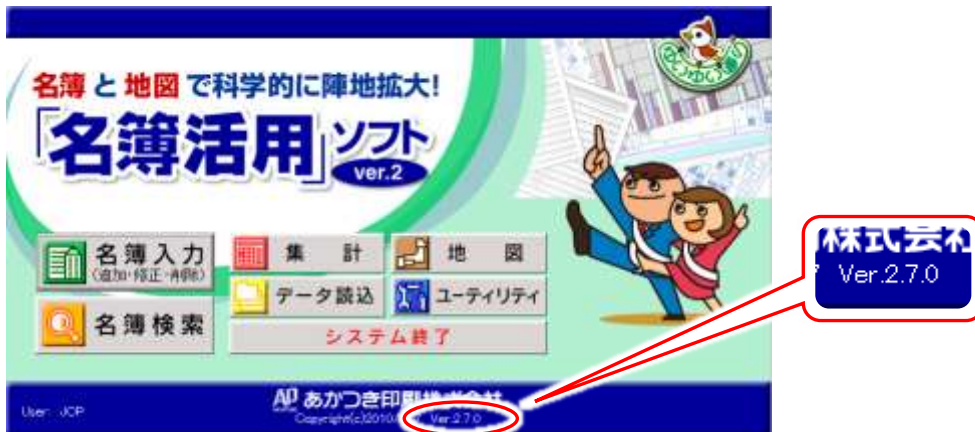 名簿と地図で科学的に陣地拡大!
「名簿活用」ソフト
ver.2
名簿入力
(追加・修正・削除)
集計
地図
データ読込
ユーティリティ
名簿検索
システム終了
User: JCP
AP あかつき印刷株式会社
Copyright(c)2010
Ver.2.7.0
株式会社
Ver.2.7.0